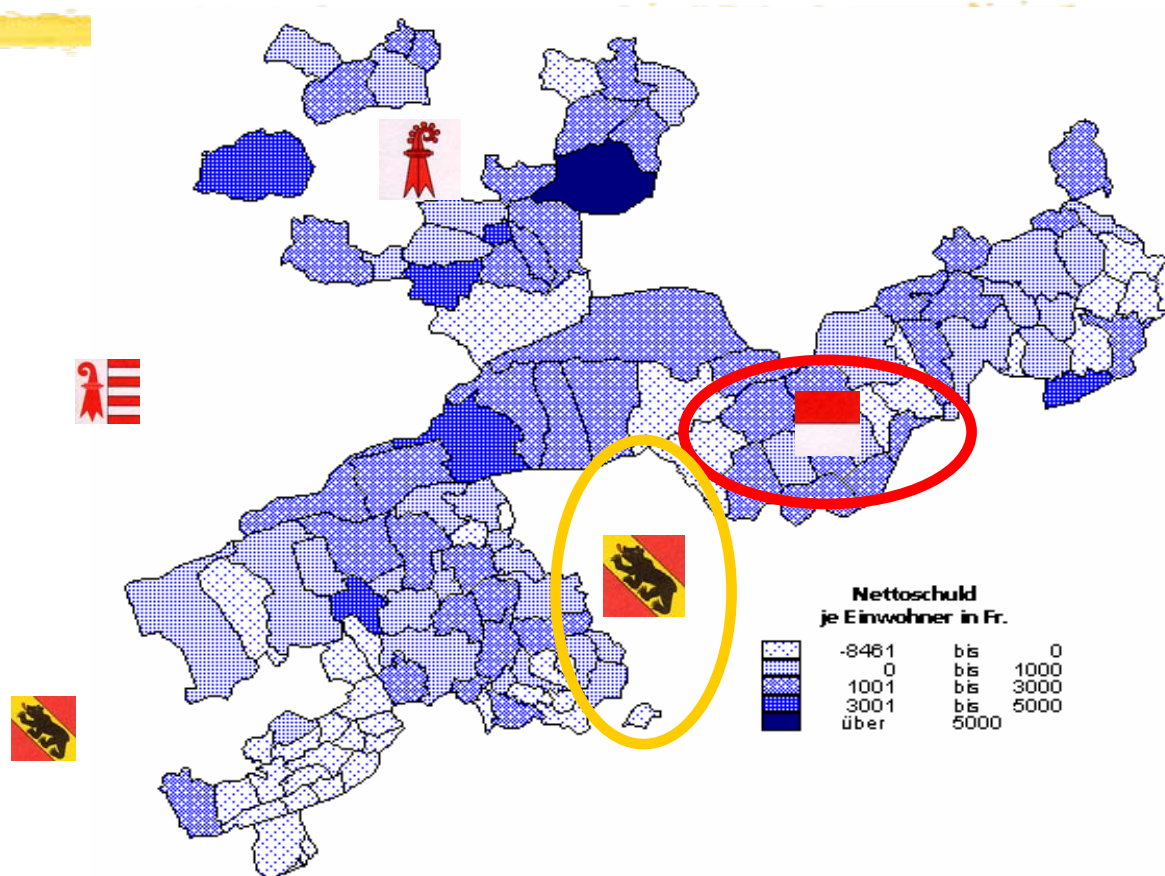 Nettoschuld
je Einwohner in Fr.
-8461 bis 0
0 bis 1000
1001 bis 3000
3001 bis 5000
über 5000